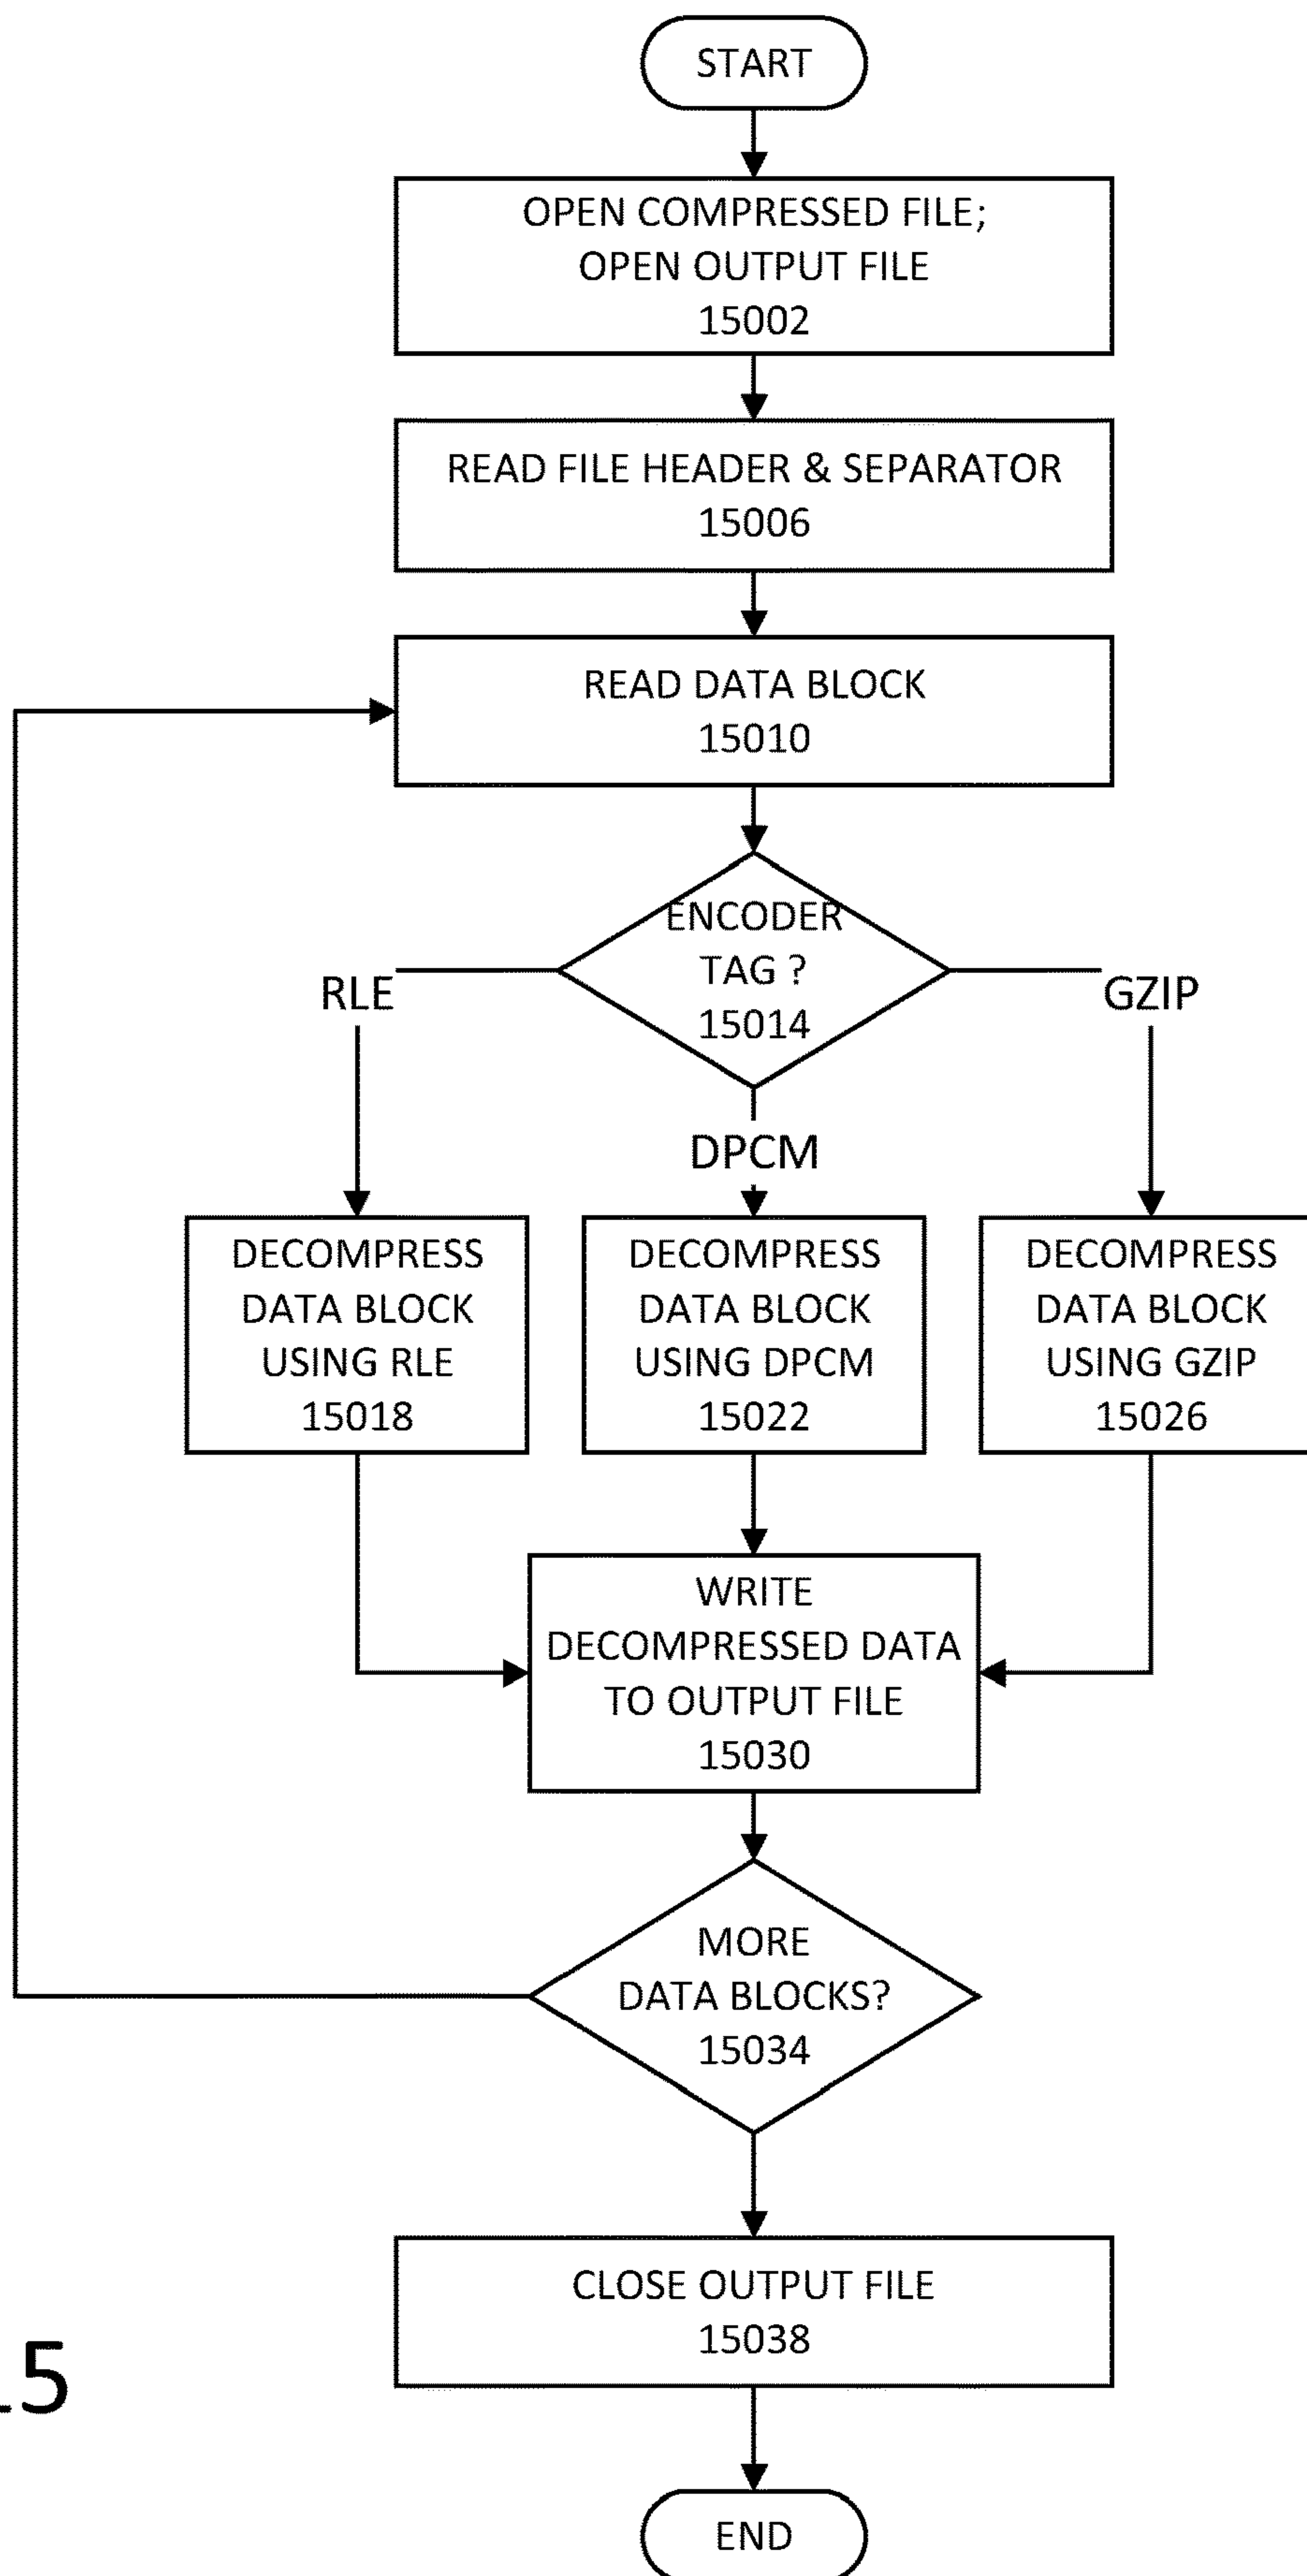 START
OPEN COMPRESSED FILE;
OPEN OUTPUT FILE
15002
READ FILE HEADER & SEPARATOR
15006
READ DATA BLOCK
15010
ENCODER
TAG ?
15014
RLE
GZIP
DPCM
DECOMPRESS
DATA BLOCK
USING RLE
15018
DECOMPRESS
DATA BLOCK
USING DPCM
15022
DECOMPRESS
DATA BLOCK
USING GZIP
15026
WRITE
DECOMPRESSED DATA
TO OUTPUT FILE
15030
MORE
DATA BLOCKS?
15034
CLOSE OUTPUT FILE
15038
15
END